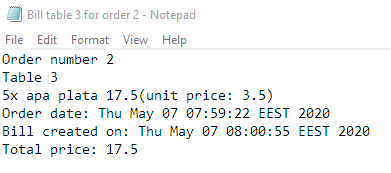 Bill table 3 for order 2 - Notepad
File Edit Format View Help
Order number 2
Table 3
5x apa plata 17.5(unit price: 3.5)
Order date: Thu May 07 07:59:22 EEST 2020
Bill created on: Thu May 07 08:00:55 EEST 2020
Total price: 17.5